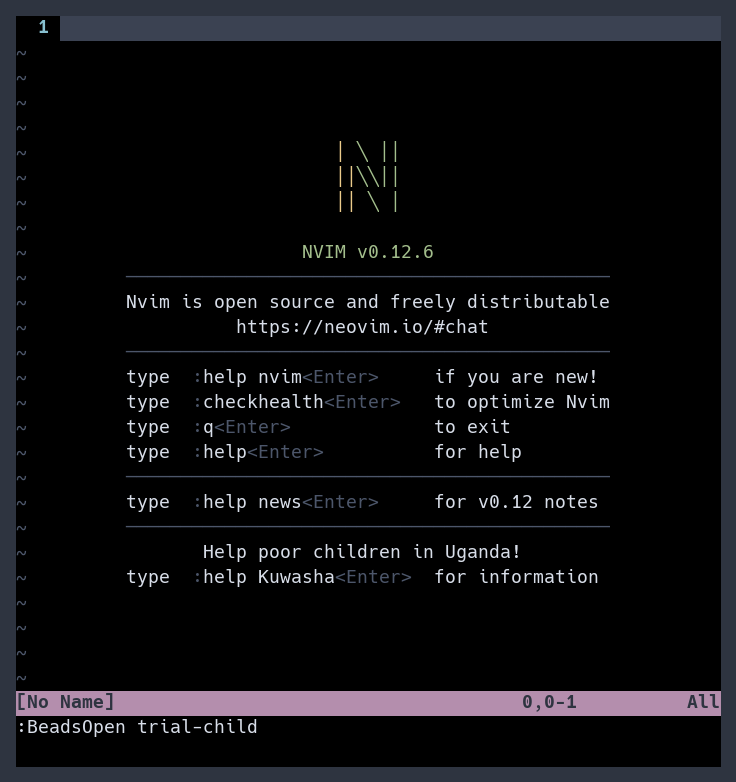 1
NVIM v0.12.6
Nvim is open source and freely distributable
https://neovim.io/#chat
type :help nvim<Enter> if you are new!
type :checkhealth<Enter> to optimize Nvim
type :q<Enter> to exit
type :help<Enter> for help
type :help news<Enter> for v0.12 notes
Help poor children in Uganda!
type :help Kuwasha<Enter> for information
[No Name] 0,0-1 All
:BeadsOpen trial-child